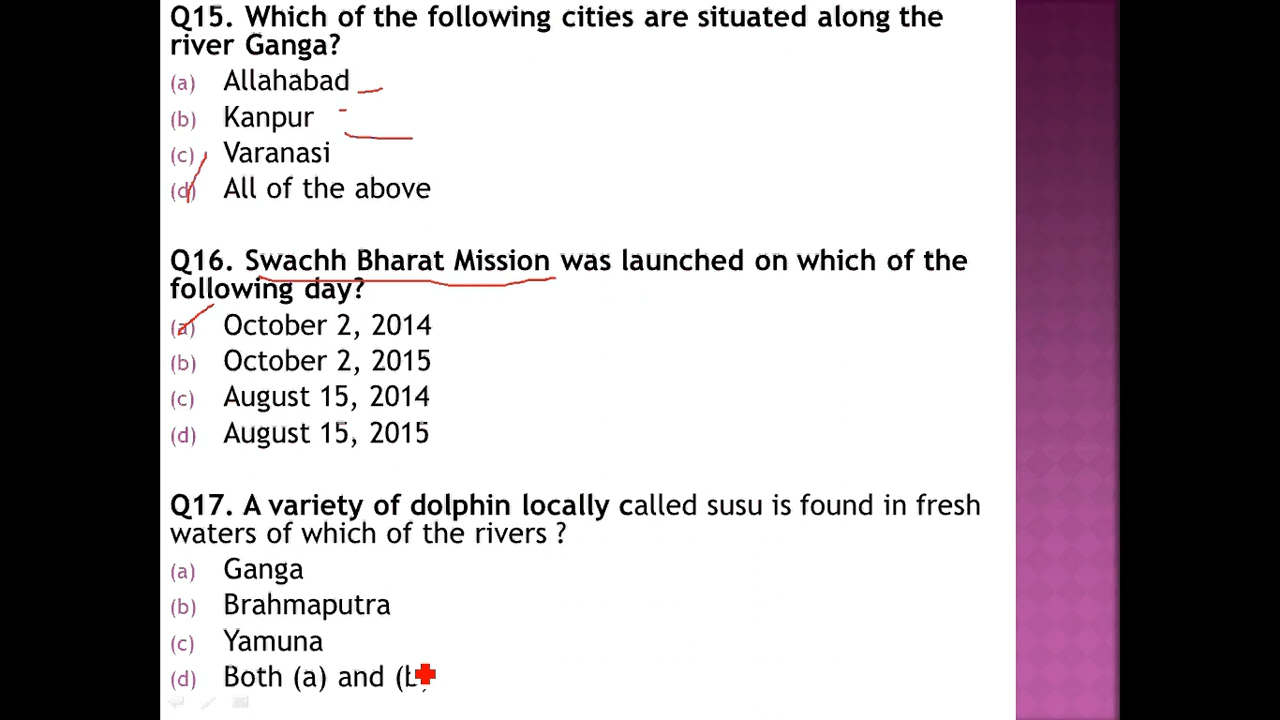 Q15. Which of the following cities are situated along the
river Ganga?
(a) Allahabad
(b) Kanpur
(c) Varanasi
(d) All of the above
Q16. Swachh Bharat Mission was launched on which of the
following day?
(a) October 2, 2014
(b) October 2, 2015
(c) August 15, 2014
(d) August 15, 2015
Q17. A variety of dolphin locally called susu is found in fresh
waters of which of the rivers ?
(a) Ganga
(b) Brahmaputra
(c) Yamuna
(d) Both (a) and (b)